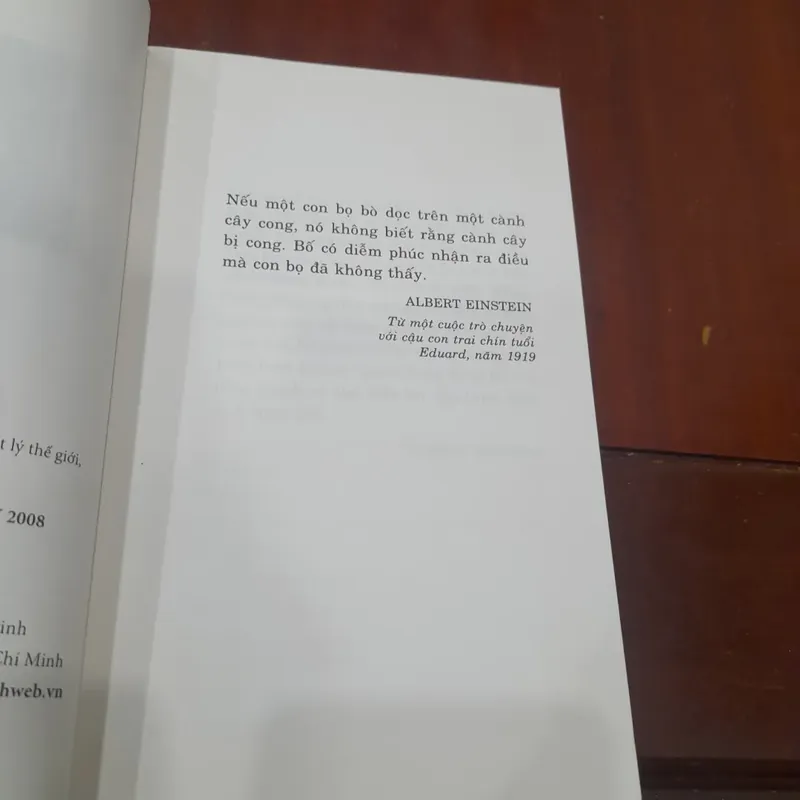 t lý thế giới,
2008
inh
Chí Minh
hweb.vn
Nếu một con bọ bò dọc trên một cành
cây cong, nó không biết rằng cành cây
bị cong. Bố có diễm phúc nhận ra điều
mà con bọ đã không thấy.
ALBERT EINSTEIN
Từ một cuộc trò chuyện
với cậu con trai chín tuổi
Eduard, năm 1919